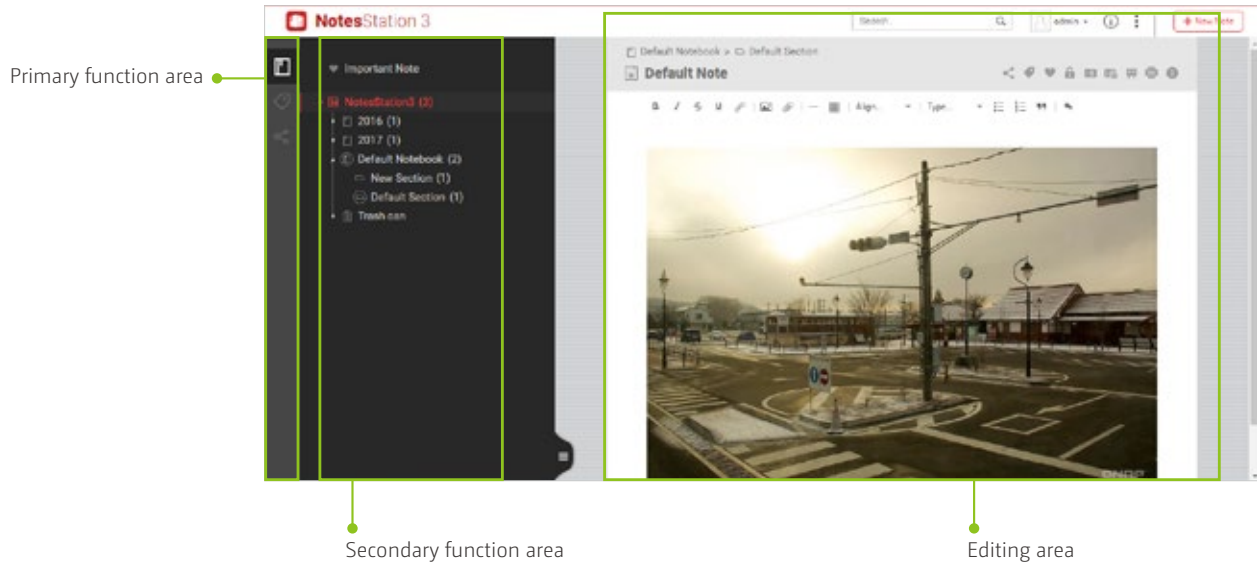 NotesStation 3
Search..
admin
+ New Note
Default Notebook > Default Section
Primary function area
Important Note
Default Note
NotesStation3 (2)
B I S U Align.. Type..
2016 (1)
2017 (1)
Default Notebook (2)
New Section (1)
Default Section (1)
Trash can
QNAP
Secondary function area
Editing area